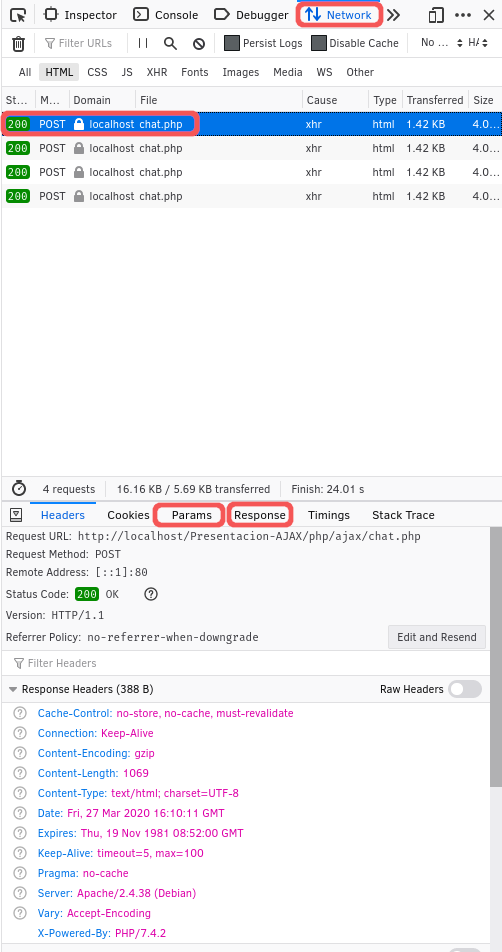 Inspector Console Debugger Network
Filter URLs Persist Logs Disable Cache No ... HA
All HTML CSS JS XHR Fonts Images Media WS Other
St... M... Domain File Cause Type Transferred Size
200 POST localhost chat.php xhr html 1.42 KB 4.0...
200 POST localhost chat.php xhr html 1.42 KB 4.0...
200 POST localhost chat.php xhr html 1.42 KB 4.0...
200 POST localhost chat.php xhr html 1.42 KB 4.0...
4 requests 16.16 KB / 5.69 KB transferred Finish: 24.01 s
Headers Cookies Params Response Timings Stack Trace
Request URL: http://localhost/Presentacion-AJAX/php/ajax/chat.php
Request Method: POST
Remote Address: [::1]:80
Status Code: 200 OK
Version: HTTP/1.1
Referrer Policy: no-referrer-when-downgrade Edit and Resend
Filter Headers
Response Headers (388 B) Raw Headers
Cache-Control: no-store, no-cache, must-revalidate
Connection: Keep-Alive
Content-Encoding: gzip
Content-Length: 1069
Content-Type: text/html; charset=UTF-8
Date: Fri, 27 Mar 2020 16:10:11 GMT
Expires: Thu, 19 Nov 1981 08:52:00 GMT
Keep-Alive: timeout=5, max=100
Pragma: no-cache
Server: Apache/2.4.38 (Debian)
Vary: Accept-Encoding
X-Powered-By: PHP/7.4.2